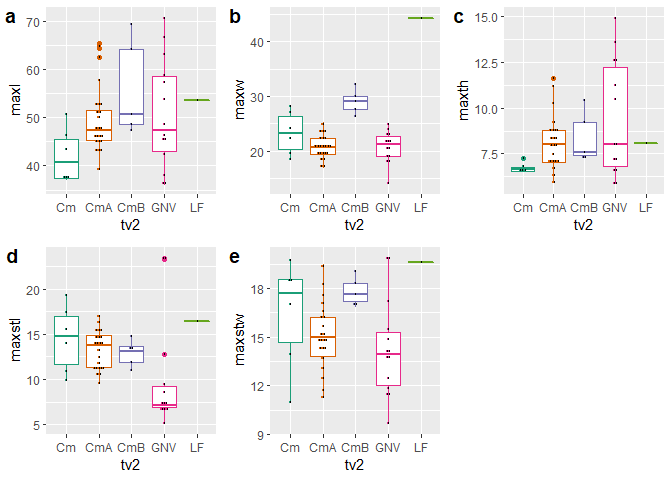 a
maxl
70
60
50
40
Cm CmA CmB GNV LF
tv2
b
maxw
40
30
20
Cm CmA CmB GNV LF
tv2
c
maxth
15.0
12.5
10.0
7.5
Cm CmA CmB GNV LF
tv2
d
maxstl
20
15
10
5
Cm CmA CmB GNV LF
tv2
e
maxstw
18
15
12
9
Cm CmA CmB GNV LF
tv2